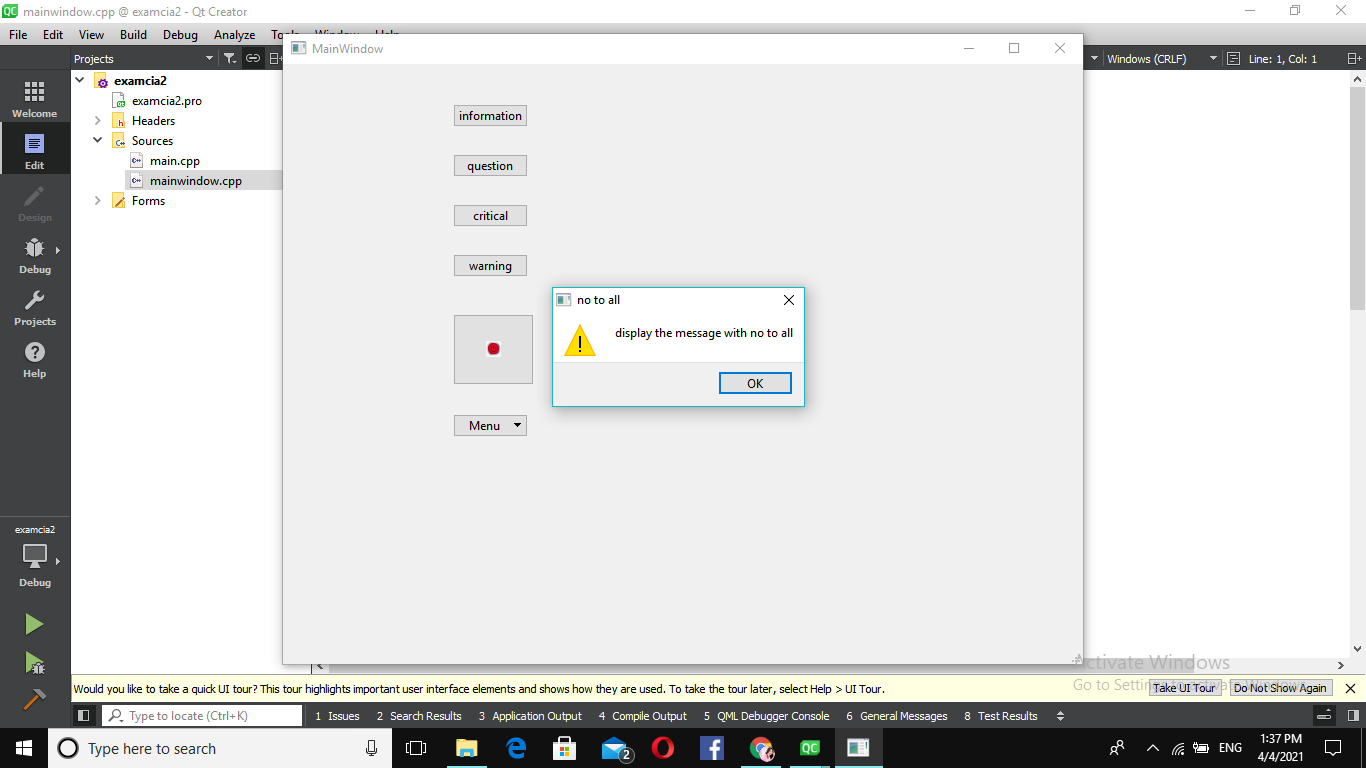 mainwindow.cpp @ examcia2 - Qt Creator
File Edit View Build Debug Analyze
MainWindow
Projects
Windows (CRLF)
Line: 1, Col: 1
Welcome
Edit
Design
Debug
Projects
Help
examcia2
Debug
examcia2
examcia2.pro
Headers
Sources
main.cpp
mainwindow.cpp
Forms
information
question
critical
warning
Menu
no to all
display the message with no to all
OK
Activate Windows
Go to Settings to activate Windows.
Would you like to take a quick UI tour? This tour highlights important user interface elements and shows how they are used. To take the tour later, select Help > UI Tour.
Take UI Tour
Do Not Show Again
Type to locate (Ctrl+K)
1 Issues 2 Search Results 3 Application Output 4 Compile Output 5 QML Debugger Console 6 General Messages 8 Test Results
Type here to search
2
QC
ENG
1:37 PM
4/4/2021